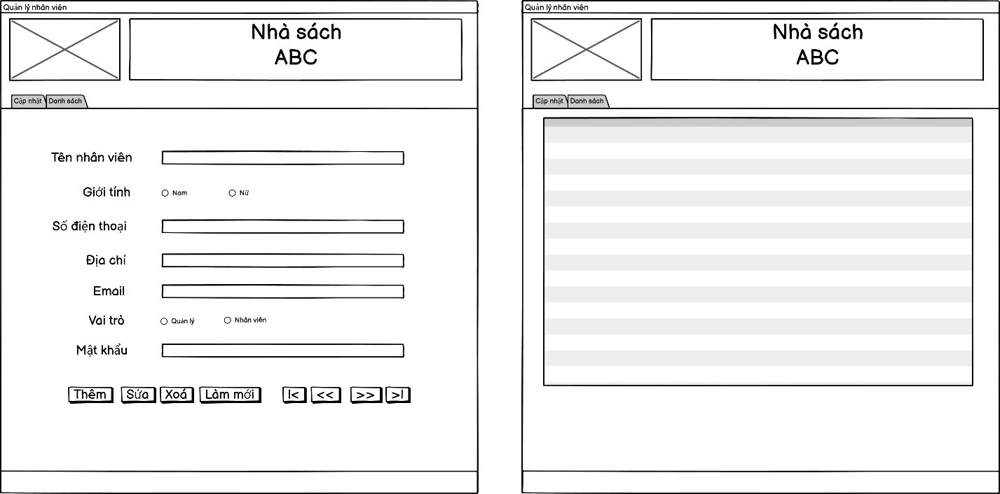 Quản lý nhân viên
Nhà sách
ABC
Cập nhật Danh sách
Tên nhân viên
Giới tính Nam Nữ
Số điện thoại
Địa chỉ
Email
Vai trò Quản lý Nhân viên
Mật khẩu
Thêm Sửa Xoá Làm mới |< << >> >|
Quản lý nhân viên
Nhà sách
ABC
Cập nhật Danh sách